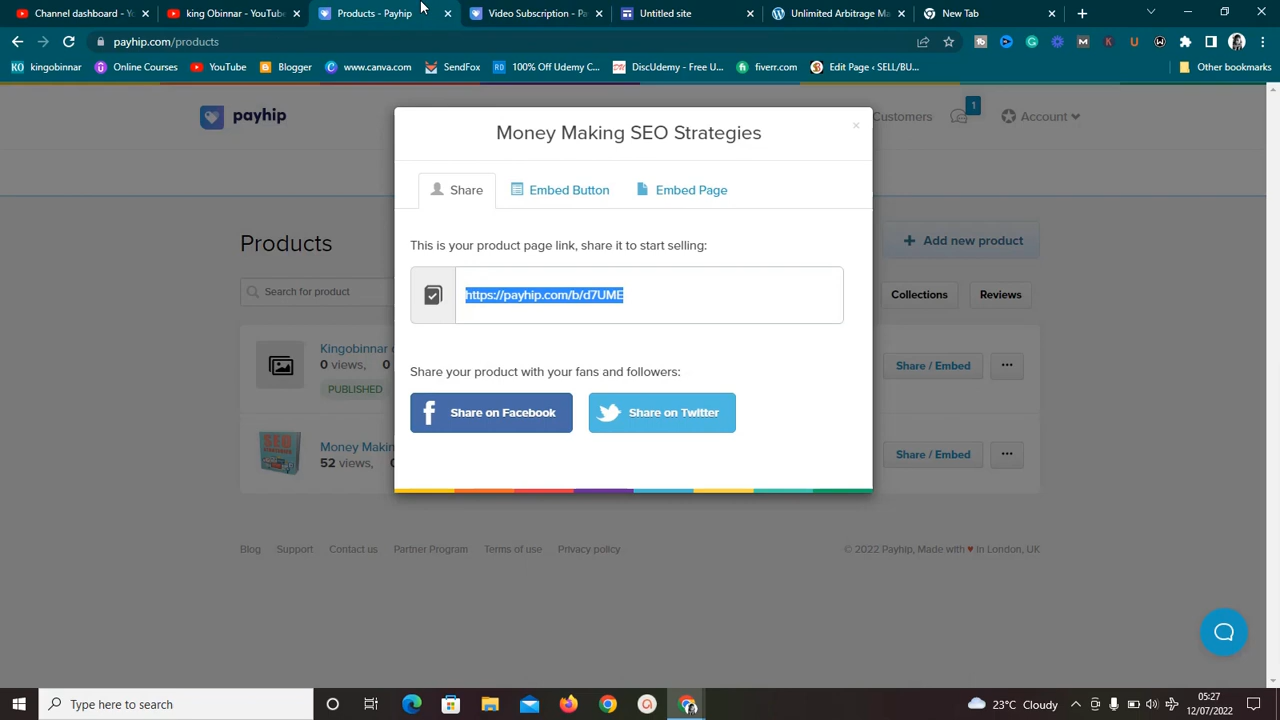 Channel dashboard - Yo
king Obinnar - YouTube
Products - Payhip
Video Subscription - Pa
Untitled site
Unlimited Arbitrage Ma
New Tab
payhip.com/products
kingobinnar
Online Courses
YouTube
Blogger
www.canva.com
SendFox
100% Off Udemy C...
DiscUdemy - Free U...
fiverr.com
Edit Page ‹ SELL/BU...
Other bookmarks
payhip
Customers
1
Account
Money Making SEO Strategies
×
Share
Embed Button
Embed Page
This is your product page link, share it to start selling:
https://payhip.com/b/d7UME
Share your product with your fans and followers:
Share on Facebook
Share on Twitter
Products
Add new product
Search for product
Collections
Reviews
Kingobinnar
0 views, 0
PUBLISHED
Share / Embed
Money Makin
52 views,
Share / Embed
Blog
Support
Contact us
Partner Program
Terms of use
Privacy policy
© 2022 Payhip, Made with ♥ in London, UK
Type here to search
23°C Cloudy
05:27
12/07/2022